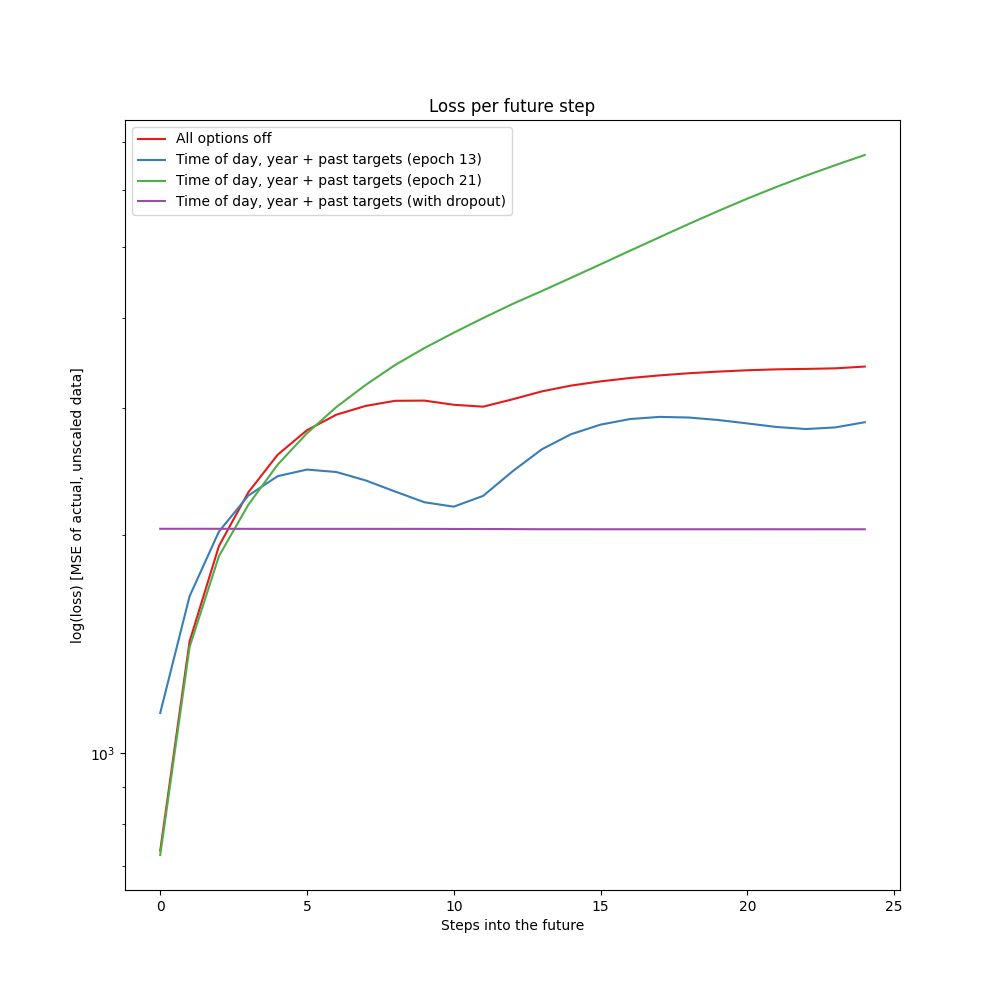 Loss per future step
All options off
Time of day, year + past targets (epoch 13)
Time of day, year + past targets (epoch 21)
Time of day, year + past targets (with dropout)
log(loss) [MSE of actual, unscaled data]
10³
0 5 10 15 20 25
Steps into the future